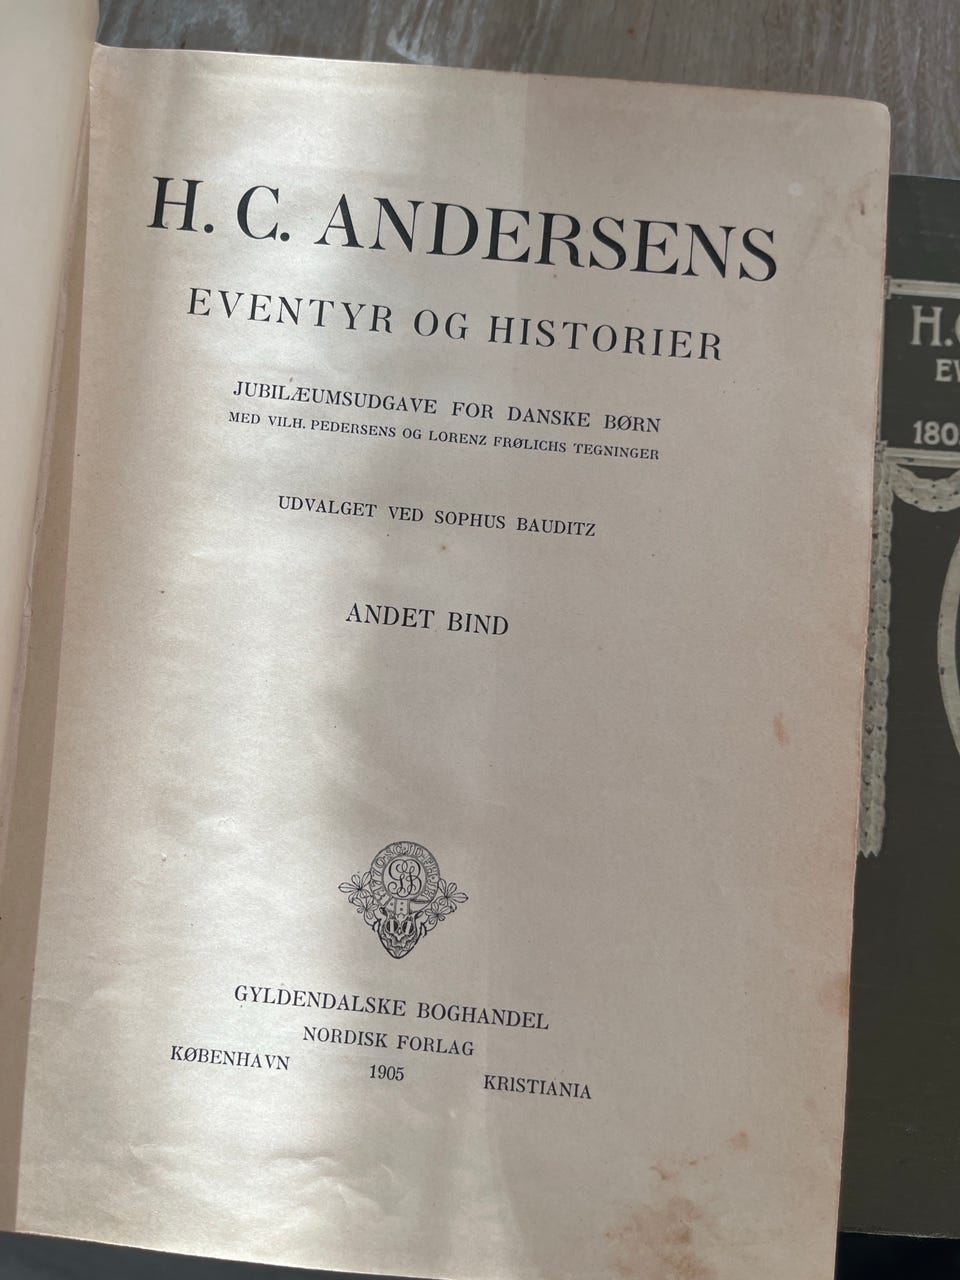 H. C. ANDERSENS
EVENTYR OG HISTORIER
JUBILÆUMSUDGAVE FOR DANSKE BØRN
MED VILH. PEDERSENS OG LORENZ FRØLICHS TEGNINGER
UDVALGET VED SOPHUS BAUDITZ
ANDET BIND
GYLDENDALSKE BOGHANDEL
NORDISK FORLAG
KØBENHAVN 1905 KRISTIANIA
H.
180